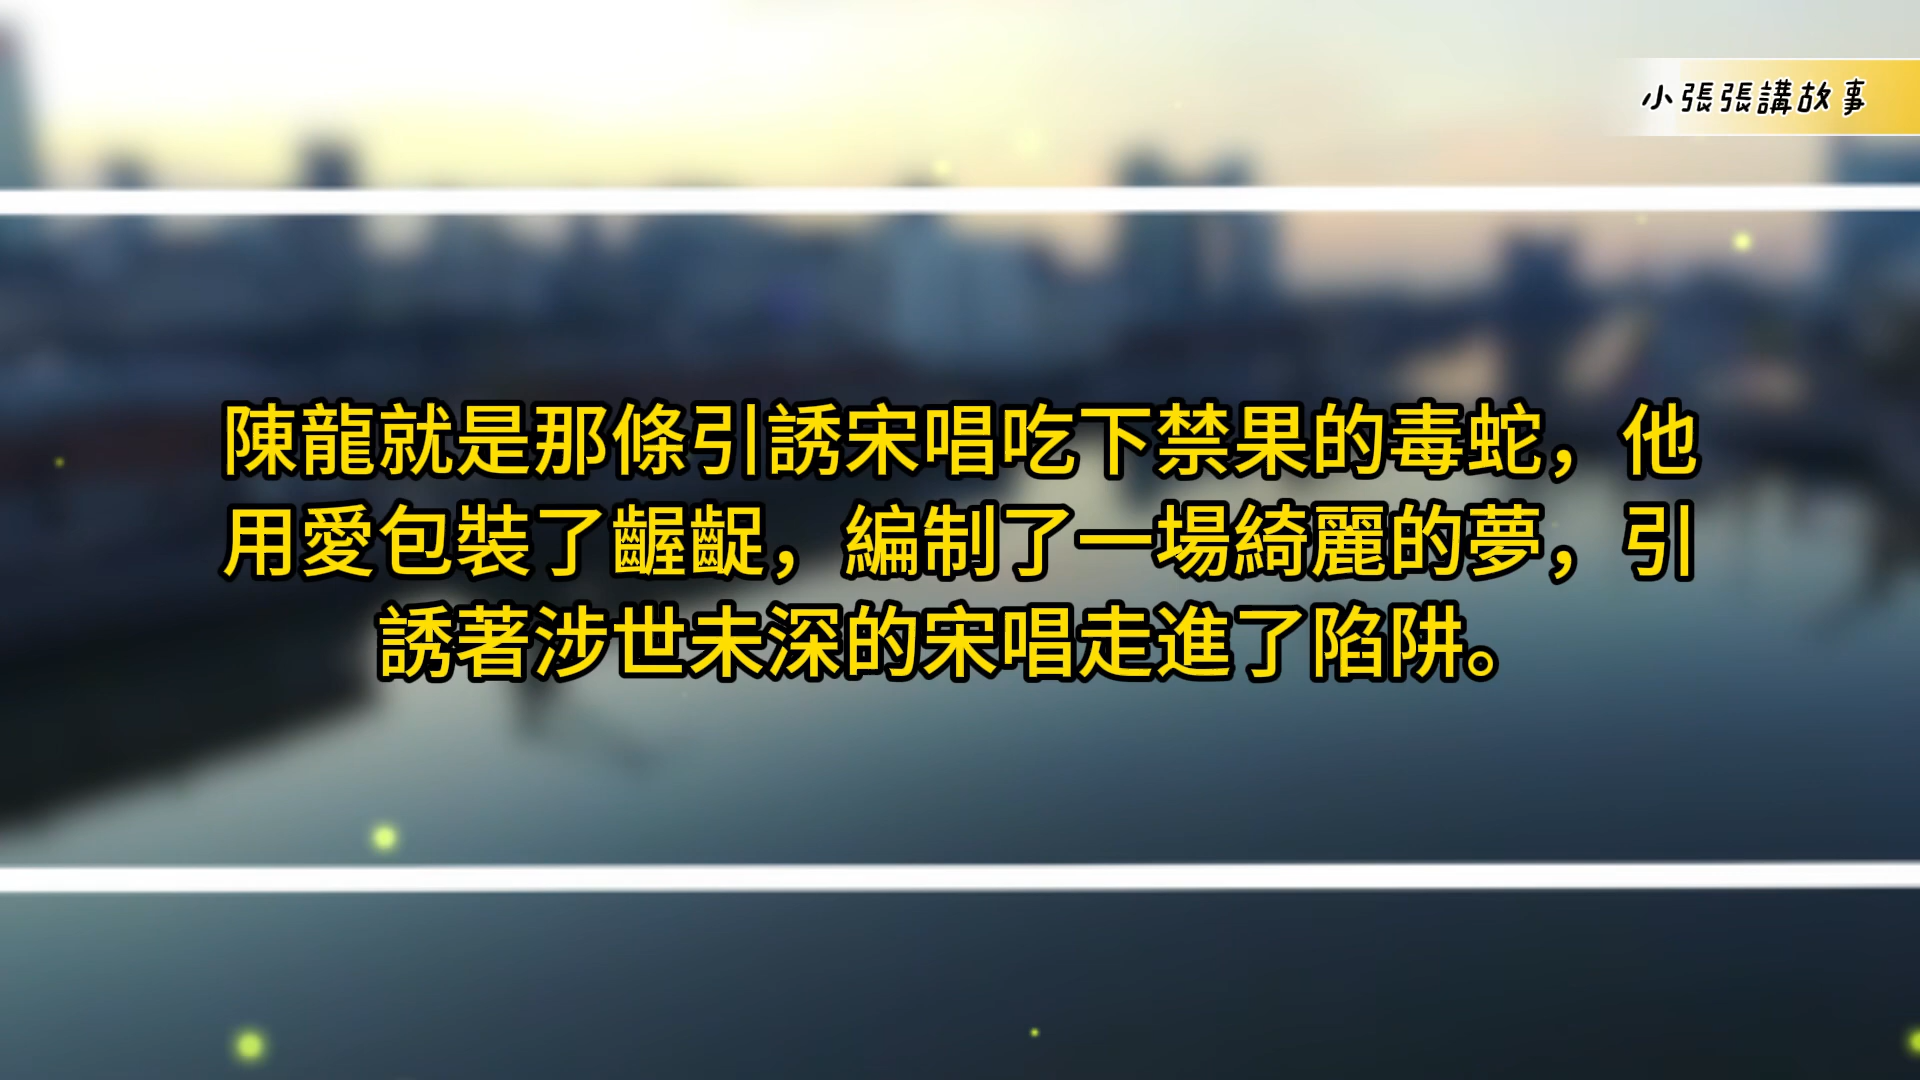 小張張講故事
陳龍就是那條引誘宋唱吃下禁果的毒蛇，他
用愛包裝了齷齪，編制了一場綺麗的夢，引
誘著涉世未深的宋唱走進了陷阱。